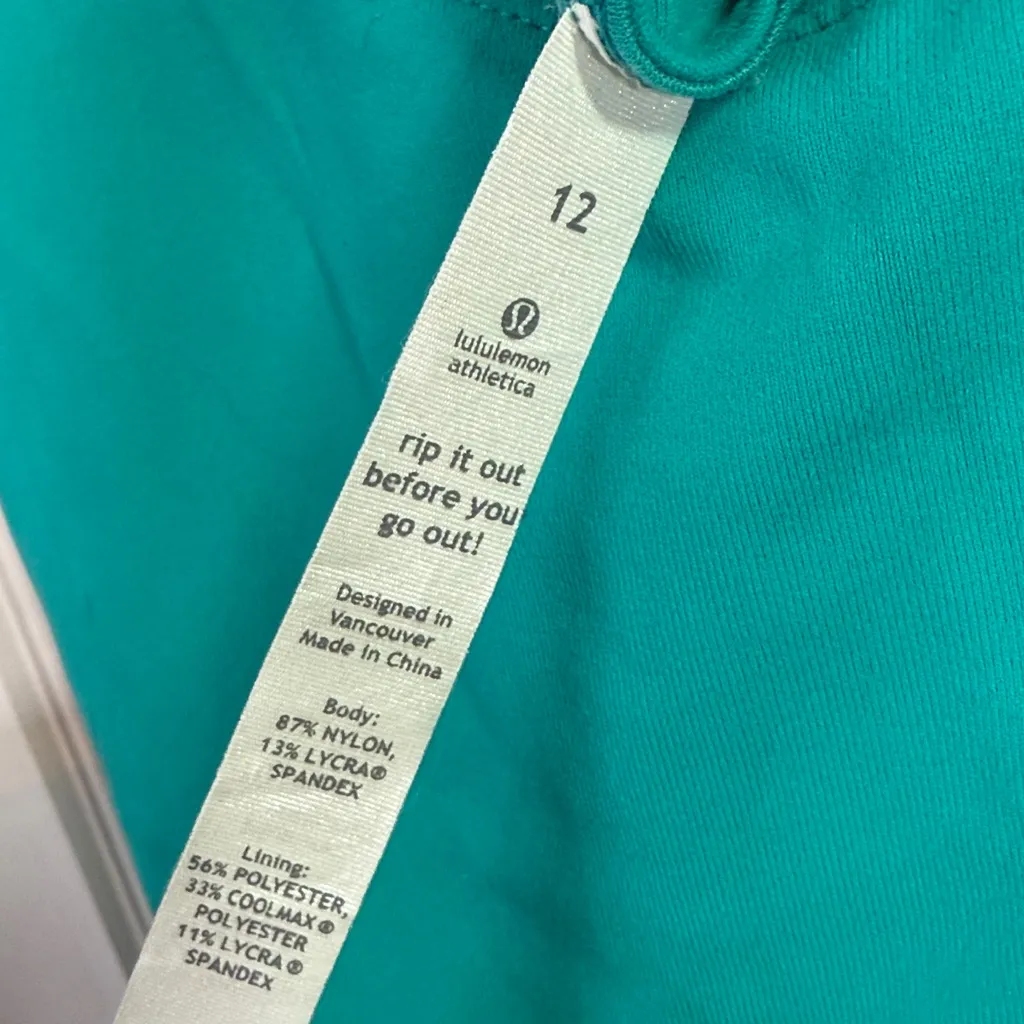 12
lululemon
athletica
rip it out
before you
go out!
Designed in
Vancouver
Made in China
Body:
87% NYLON,
13% LYCRA®
SPANDEX
Lining:
56% POLYESTER,
33% COOLMAX®
POLYESTER
11% LYCRA®
SPANDEX